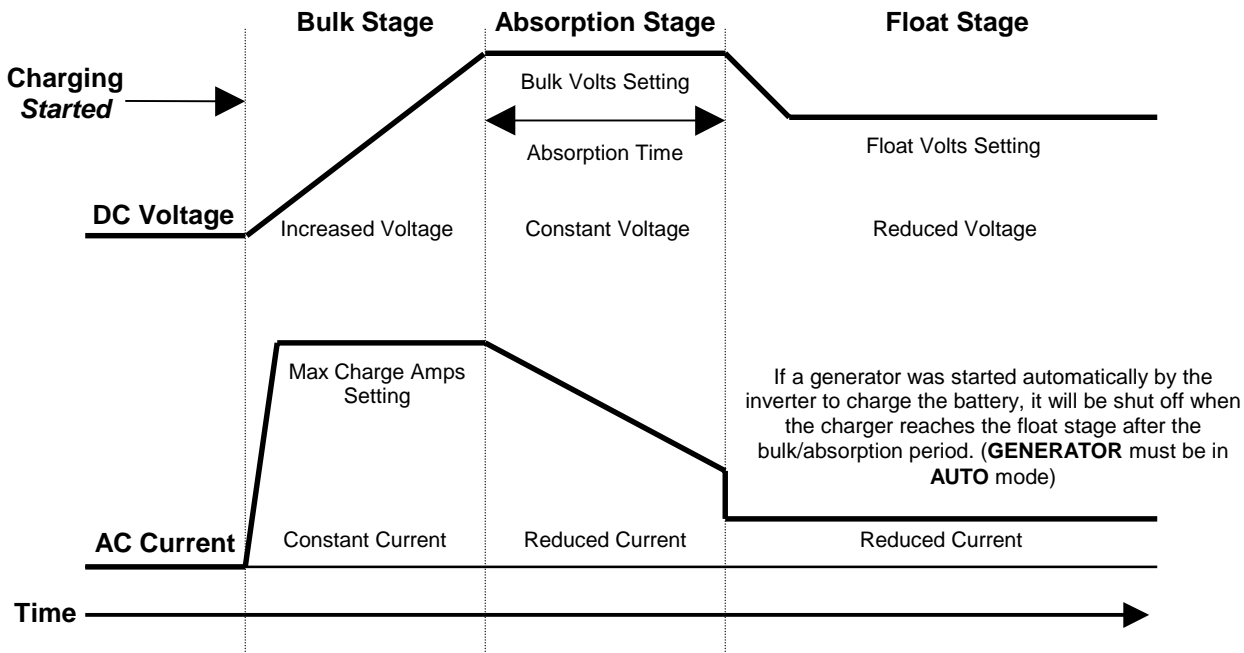 Bulk Stage
Absorption Stage
Float Stage
Charging
Started
Bulk Volts Setting
Absorption Time
Float Volts Setting
DC Voltage
Increased Voltage
Constant Voltage
Reduced Voltage
Max Charge Amps
Setting
If a generator was started automatically by the
inverter to charge the battery, it will be shut off when
the charger reaches the float stage after the
bulk/absorption period. (GENERATOR must be in
AUTO mode)
AC Current
Constant Current
Reduced Current
Reduced Current
Time